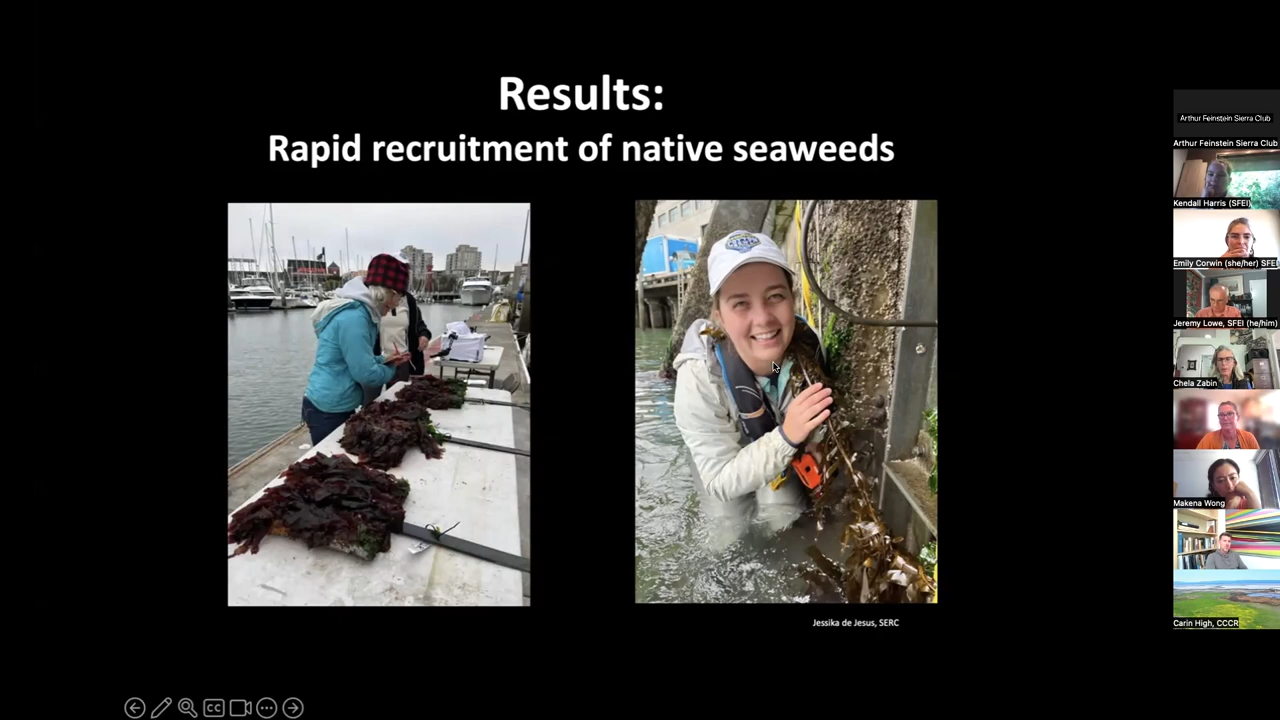 Results:
Rapid recruitment of native seaweeds
Jessika de Jesus, SERC
CC
Arthur Feinstein Sierra Club
Arthur Feinstein Sierra Club
Kendall Harris (SFEI)
Emily Corwin (she/her) SFEI
Jeremy Lowe, SFEI (he/him)
Chela Zabin
Makena Wong
Carin High, CCCR